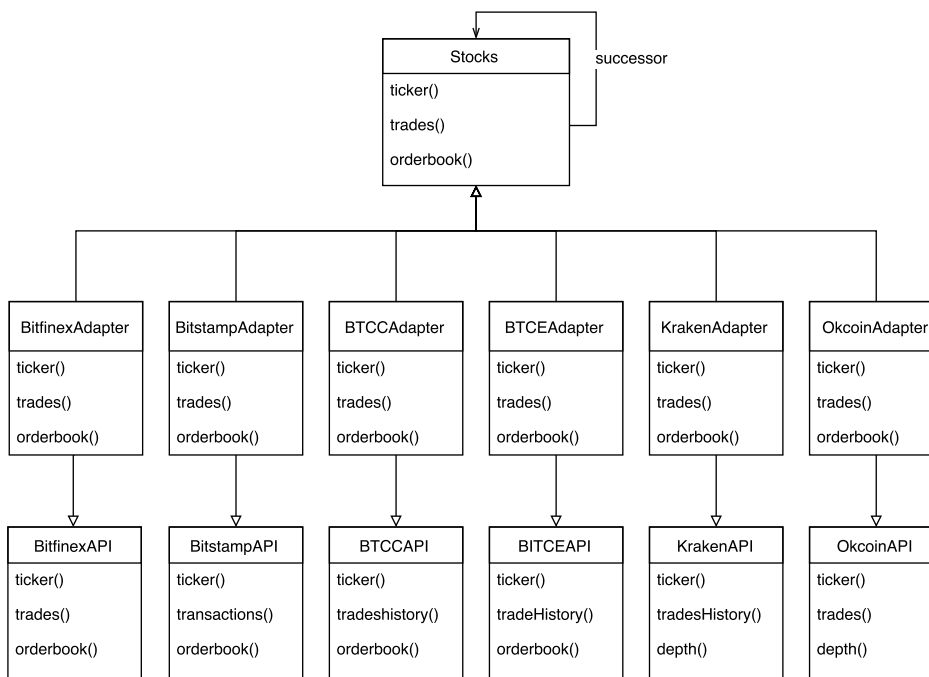 Stocks
successor
ticker()
trades()
orderbook()
BitfinexAdapter
ticker()
trades()
orderbook()
BitstampAdapter
ticker()
trades()
orderbook()
BTCCAdapter
ticker()
trades()
orderbook()
BTCEAdapter
ticker()
trades()
orderbook()
KrakenAdapter
ticker()
trades()
orderbook()
OkcoinAdapter
ticker()
trades()
orderbook()
BitfinexAPI
ticker()
trades()
orderbook()
BitstampAPI
ticker()
transactions()
orderbook()
BTCCAPI
ticker()
tradeshistory()
orderbook()
BITCEAPI
ticker()
tradeHistory()
orderbook()
KrakenAPI
ticker()
tradesHistory()
depth()
OkcoinAPI
ticker()
trades()
depth()